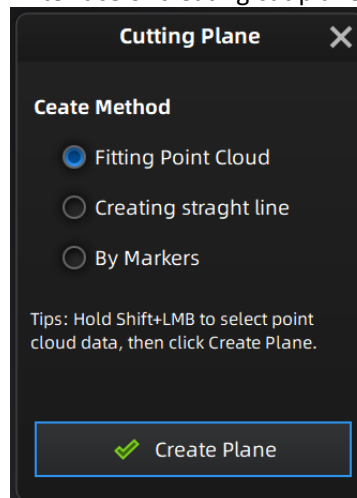 Cutting Plane
Ceate Method
Fitting Point Cloud
Creating straght line
By Markers
Tips: Hold Shift+LMB to select point
cloud data, then click Create Plane.
Create Plane